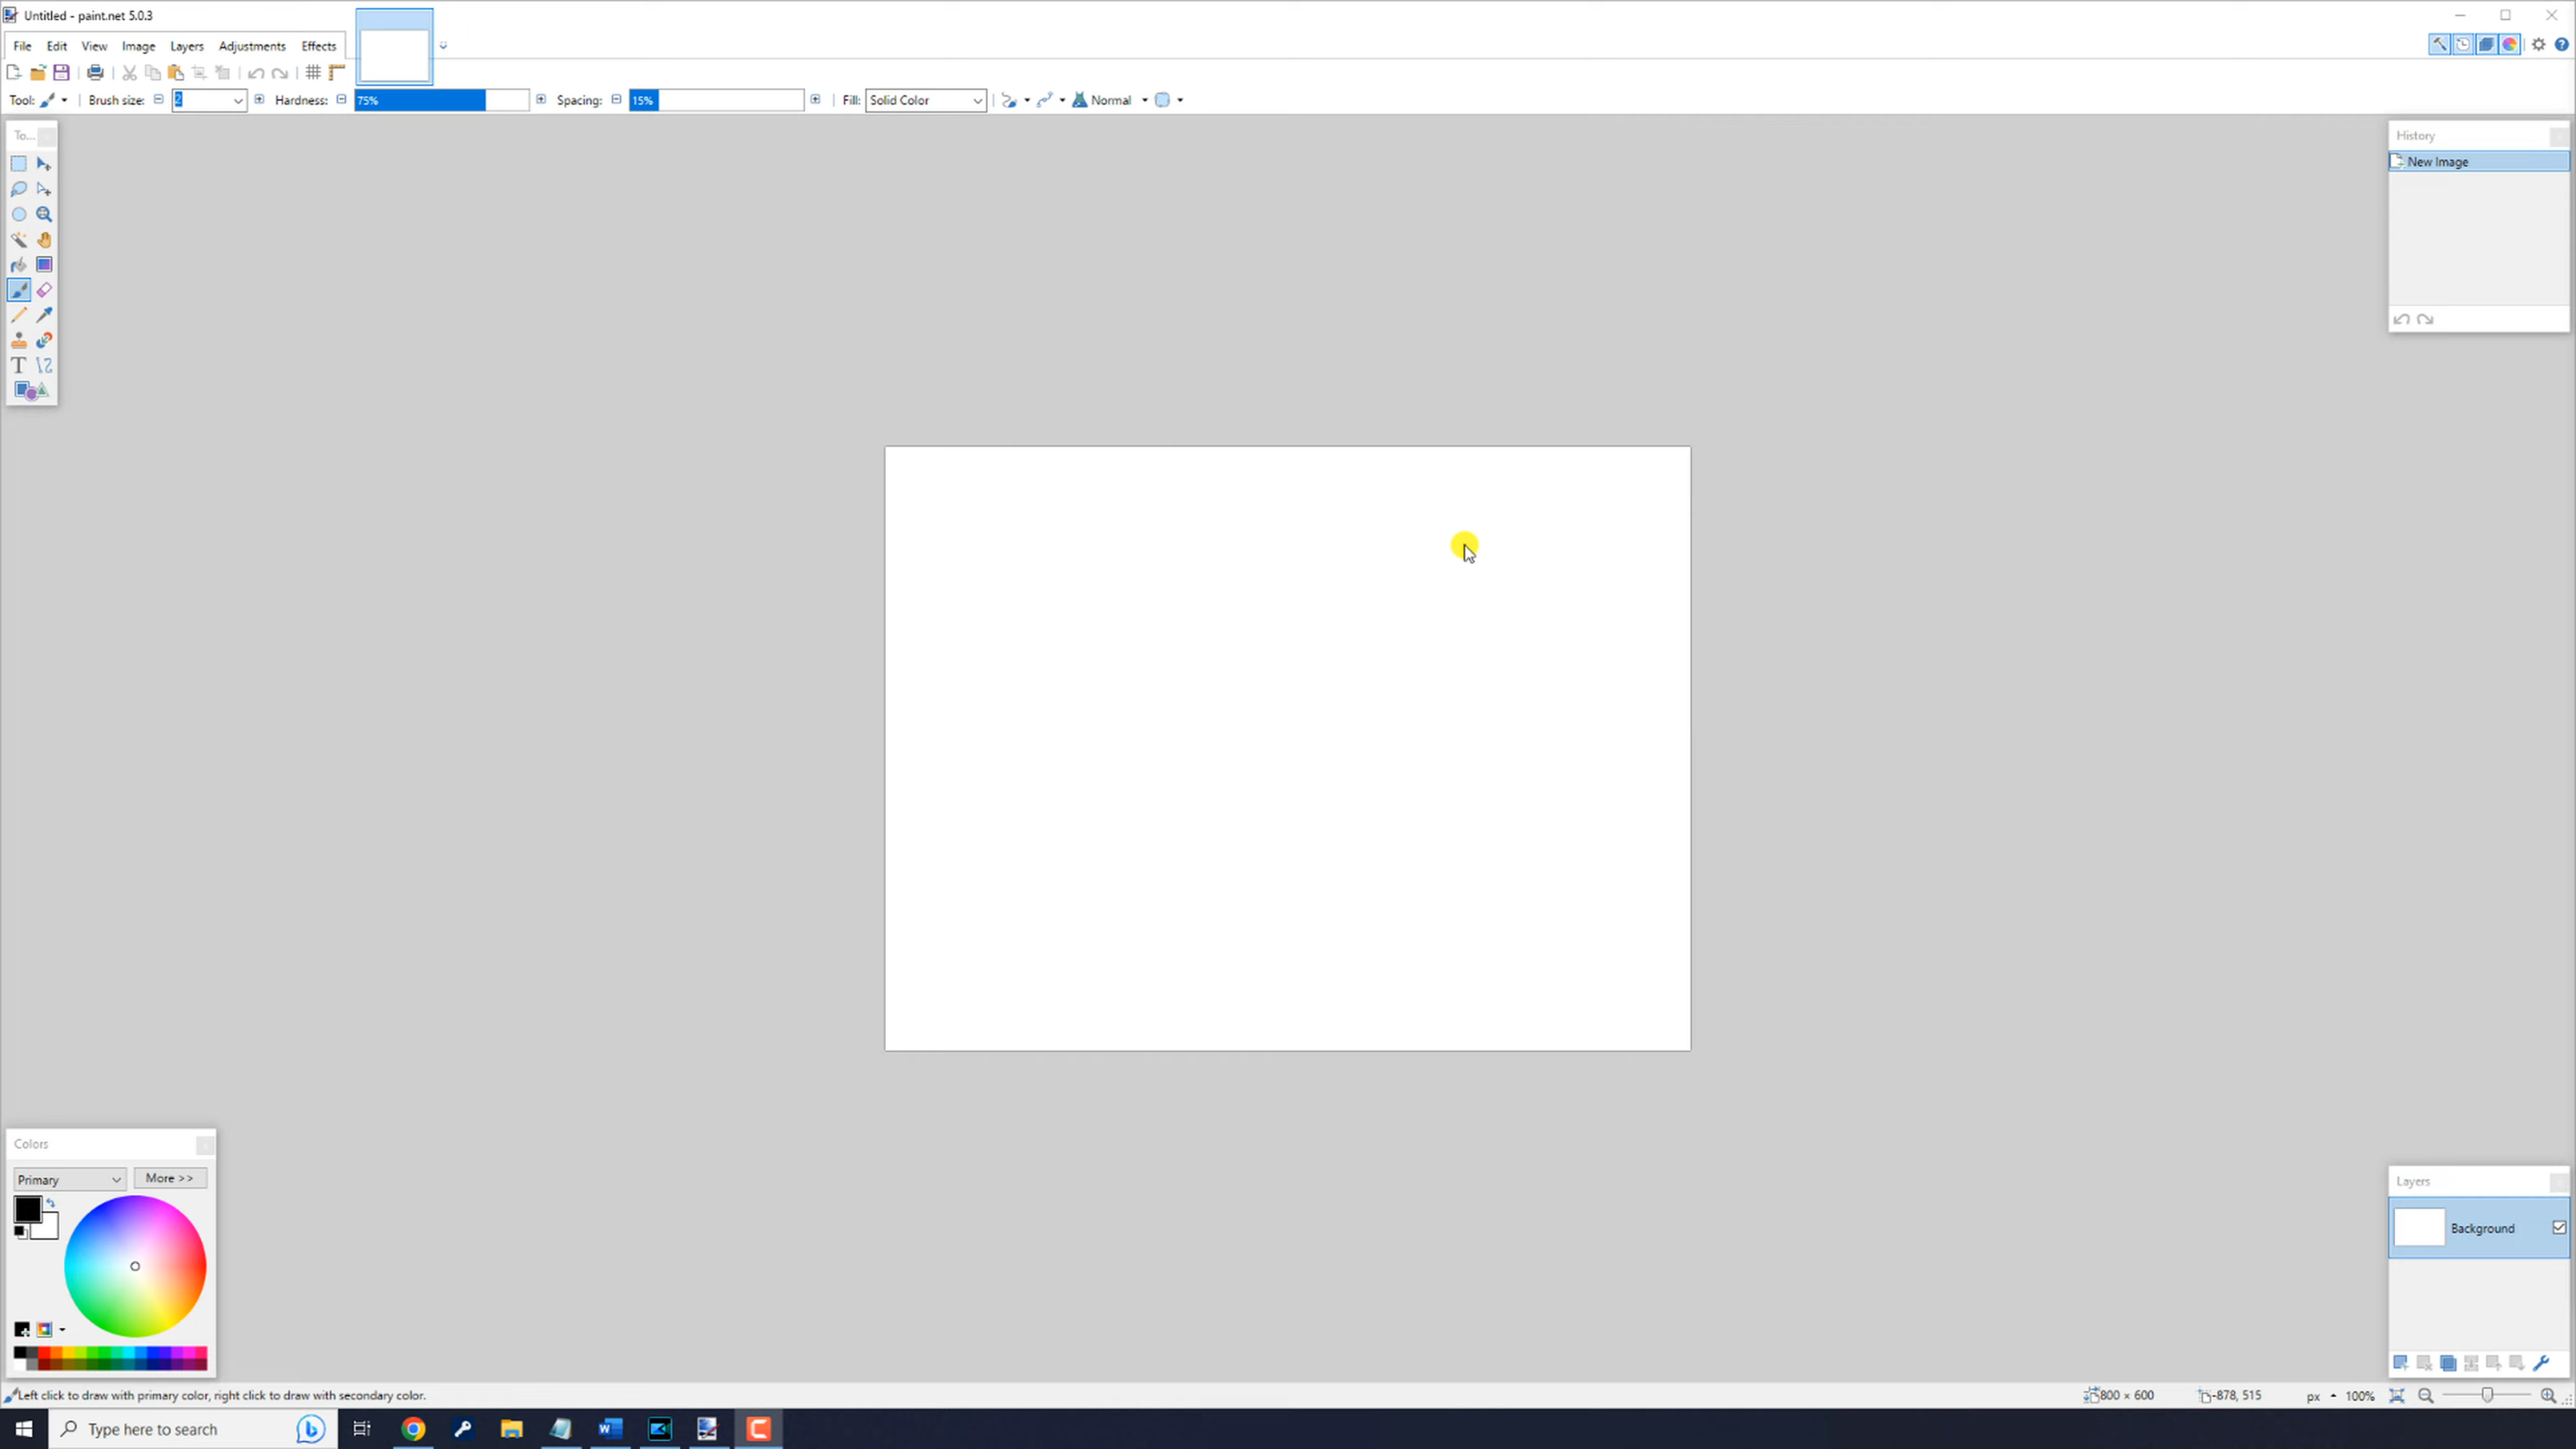 Untitled - paint.net 5.0.3
File Edit View Image Layers Adjustments Effects
Tool: Brush size: 2 Hardness: 75% Spacing: 15% Fill: Solid Color Normal
To...
History
New Image
Colors
Primary More >>
Layers
Background
Left click to draw with primary color, right click to draw with secondary color.
800 × 600 -878, 515 px 100%
Type here to search